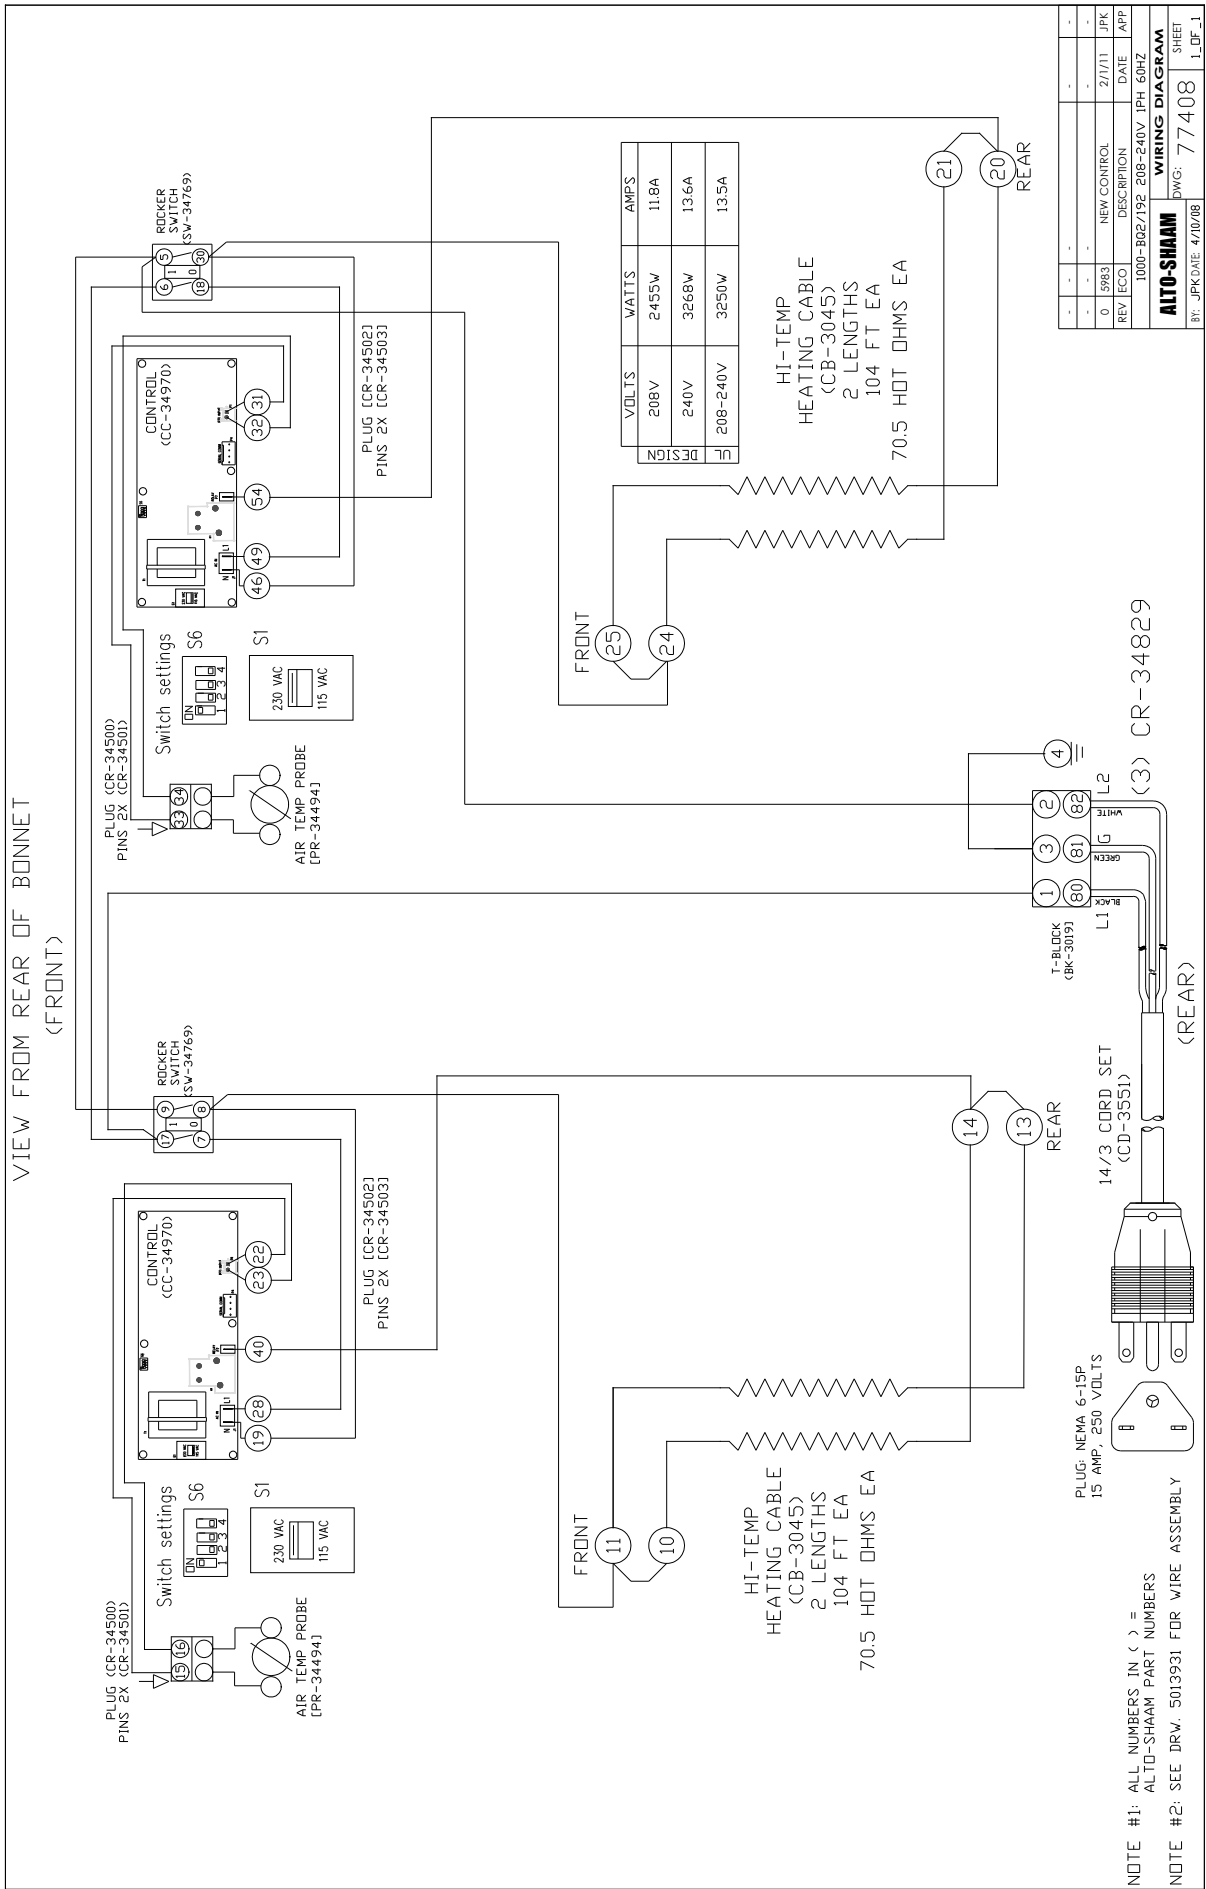 VIEW FROM REAR OF BONNET
(FRONT)
PLUG (CR-34500)
PINS 2X (CR-34501)
15
16
AIR TEMP PROBE
[PR-34494]
Switch settings
S6
ON
1 2 3 4
S1
230 VAC
115 VAC
CONTROL
(CC-34970)
N
L1
19
28
40
23
22
PLUG [CR-34502]
PINS 2X [CR-34503]
ROCKER
SWITCH
(SW-34769)
17
9
1
0
7
8
PLUG (CR-34500)
PINS 2X (CR-34501)
33
34
AIR TEMP PROBE
[PR-34494]
Switch settings
S6
ON
1 2 3 4
S1
230 VAC
115 VAC
CONTROL
(CC-34970)
N
L1
46
49
54
32
31
PLUG [CR-34502]
PINS 2X [CR-34503]
ROCKER
SWITCH
(SW-34769)
6
5
1
0
18
30
FRONT
11
10
HI-TEMP
HEATING CABLE
(CB-3045)
2 LENGTHS
104 FT EA
70.5 HOT OHMS EA
14
13
REAR
FRONT
25
24
HI-TEMP
HEATING CABLE
(CB-3045)
2 LENGTHS
104 FT EA
70.5 HOT OHMS EA
21
20
REAR
VOLTS WATTS AMPS
DESIGN
208V 2455W 11.8A
240V 3268W 13.6A
UL 208-240V 3250W 13.5A
T-BLOCK
(BK-3019)
1
3
2
80
81
82
4
L1
G
L2
BLACK
GREEN
WHITE
(3) CR-34829
14/3 CORD SET
(CD-3551)
(REAR)
PLUG: NEMA 6-15P
15 AMP, 250 VOLTS
NOTE #1: ALL NUMBERS IN ( ) =
ALTO-SHAAM PART NUMBERS
NOTE #2: SEE DRW. 5013931 FOR WIRE ASSEMBLY
- - - - -
- - - - -
0 5983 NEW CONTROL 2/1/11 JPK
REV ECO DESCRIPTION DATE APP
1000-BQ2/192 208-240V 1PH 60HZ
ALTO-SHAAM
WIRING DIAGRAM
BY: JPK DATE: 4/10/08
DWG: 77408
SHEET
1_OF_1